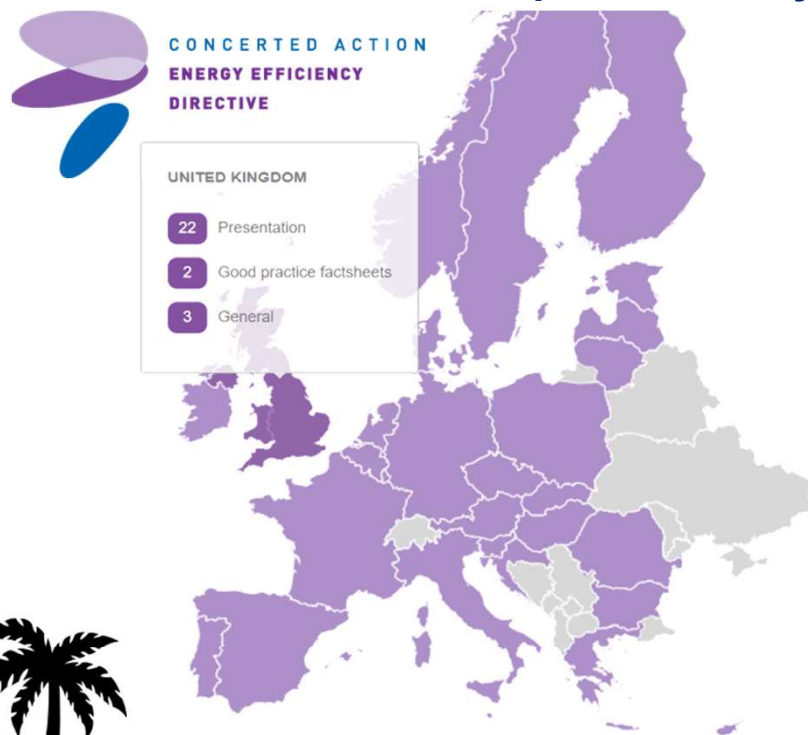 CONCERTED ACTION
ENERGY EFFICIENCY
DIRECTIVE
UNITED KINGDOM
22 Presentation
2 Good practice factsheets
3 General